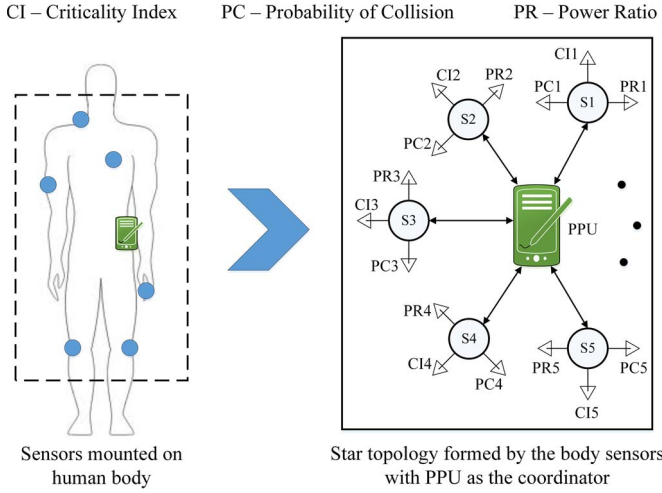 CI – Criticality Index PC – Probability of Collision PR – Power Ratio
CI1
CI2 PR2
PC1 S1 PR1
S2
PC2
PR3
CI3 S3 PPU
PC3
PR4
S4 S5
PR5 PC5
CI4 PC4
CI5
Sensors mounted on
human body
Star topology formed by the body sensors
with PPU as the coordinator